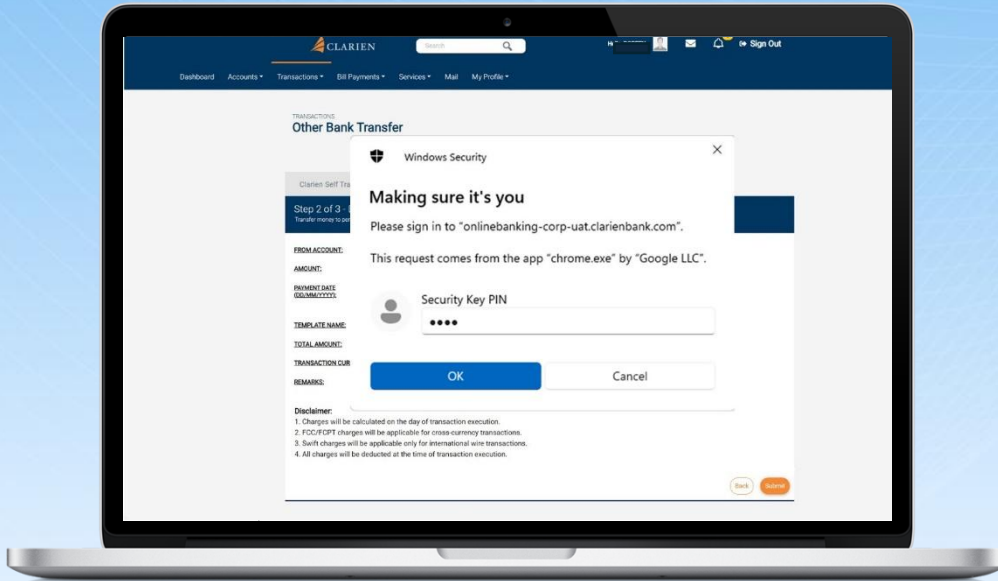 CLARIEN
Search
Sign Out
Dashboard
Accounts
Transactions
Bill Payments
Services
Mail
My Profile
TRANSACTIONS
Other Bank Transfer
Clarien Self
Step 2 of 3 -
Transfer money to
FROM ACCOUNT:
AMOUNT:
PAYMENT DATE
(DD/MM/YYYY):
TEMPLATE NAME:
TOTAL AMOUNT:
TRANSACTION
REMARKS:
Windows Security
Making sure it's you
Please sign in to "onlinebanking-corp-uat.clarienbank.com".
This request comes from the app "chrome.exe" by "Google LLC".
Security Key PIN
••••
OK
Cancel
Disclaimer:
1. Charges will be calculated on the day of transaction execution.
2. FCC/FCPT charges will be applicable for cross-currency transactions.
3. Swift charges will be applicable only for international wire transactions.
4. All charges will be deducted at the time of transaction execution.
Back
Submit